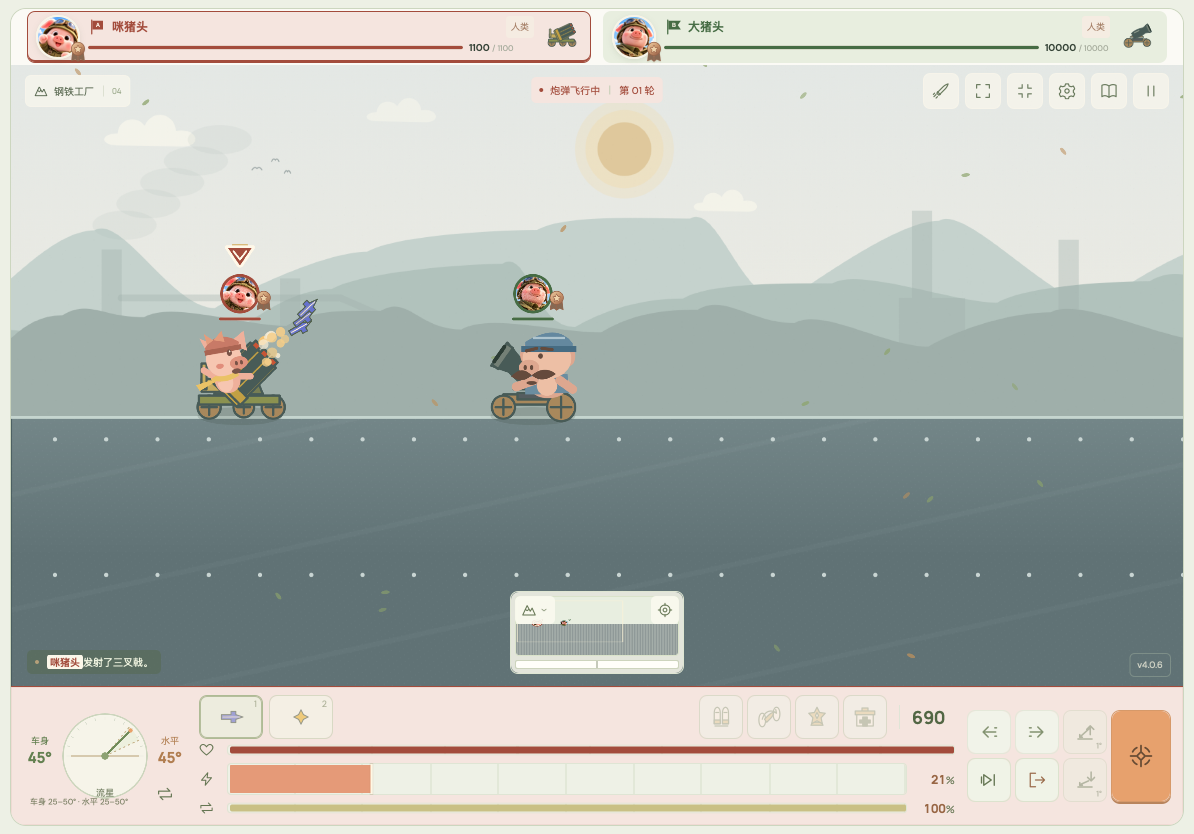 咪猪头
人类
1100 / 1100
大猪头
人类
10000 / 10000
钢铁工厂 04
炮弹飞行中 第 01 轮
咪猪头发射了三叉戟。
v4.0.6
车身
45°
水平
45°
流星
车身 25-50° · 水平 25-50°
1
2
690
21%
100%
1°
1°